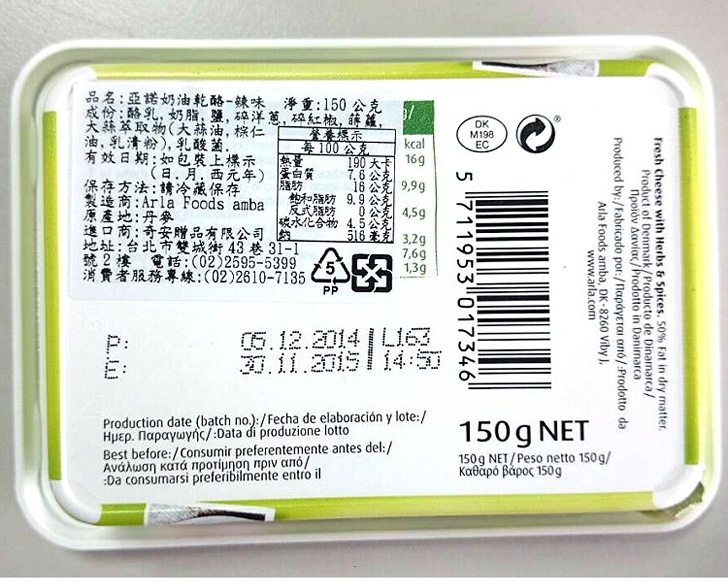 品名:亞諾奶油乾酪-辣味 淨重:150 公克
成份:酪乳, 奶脂, 鹽, 碎洋蔥, 碎紅椒, 蒔蘿,
大蒜萃取物(大蒜油, 棕仁
油, 乳清粉), 乳酸菌.
有效日期:如包裝上標示
(日. 月. 西元年)
保存方法:請冷藏保存
製造商:Arla Foods amba
原產地:丹麥
進口商:奇安贈品有限公司
地址:台北市雙城街 43 巷 31-1
號 2 樓 電話:(02)2595-5399
消費者服務專線:(02)2610-7135
營養標示
每 100 公克
熱量 190 大卡
蛋白質 7.6 公克
脂肪 16 公克
飽和脂肪 9.9 公克
反式脂肪 0 公克
碳水化合物 4.5 公克
鈉 516 毫克
kcal
16g
9,9g
4,5g
3,2g
7,6g
1,3g
5
PP
DK
M198
EC
®
5 711953 017346
Fresh cheese with Herbs & Spices. 50% Fat in dry matter.
Product of Denmark/Producto de Dinamarca/
Προϊόν Δανίας/Prodotto in Danimarca
Produced by:/Fabricado por:/Παράγεται από/:Prodotto da
Arla Foods amba, DK-8260 Viby J.
www.arla.com
P: 05.12.2014 L163
E: 30.11.2015 14:50
Production date (batch no.):/Fecha de elaboración y lote:/
Ημερ. Παραγωγής/:Data di produzione lotto
Best before:/Consumir preferentemente antes del:/
Ανάλωση κατά προτίμηση πριν από/
:Da consumarsi preferibilmente entro il
150g NET
150g NET/Peso netto 150g/
Καθαρό βάρος 150g